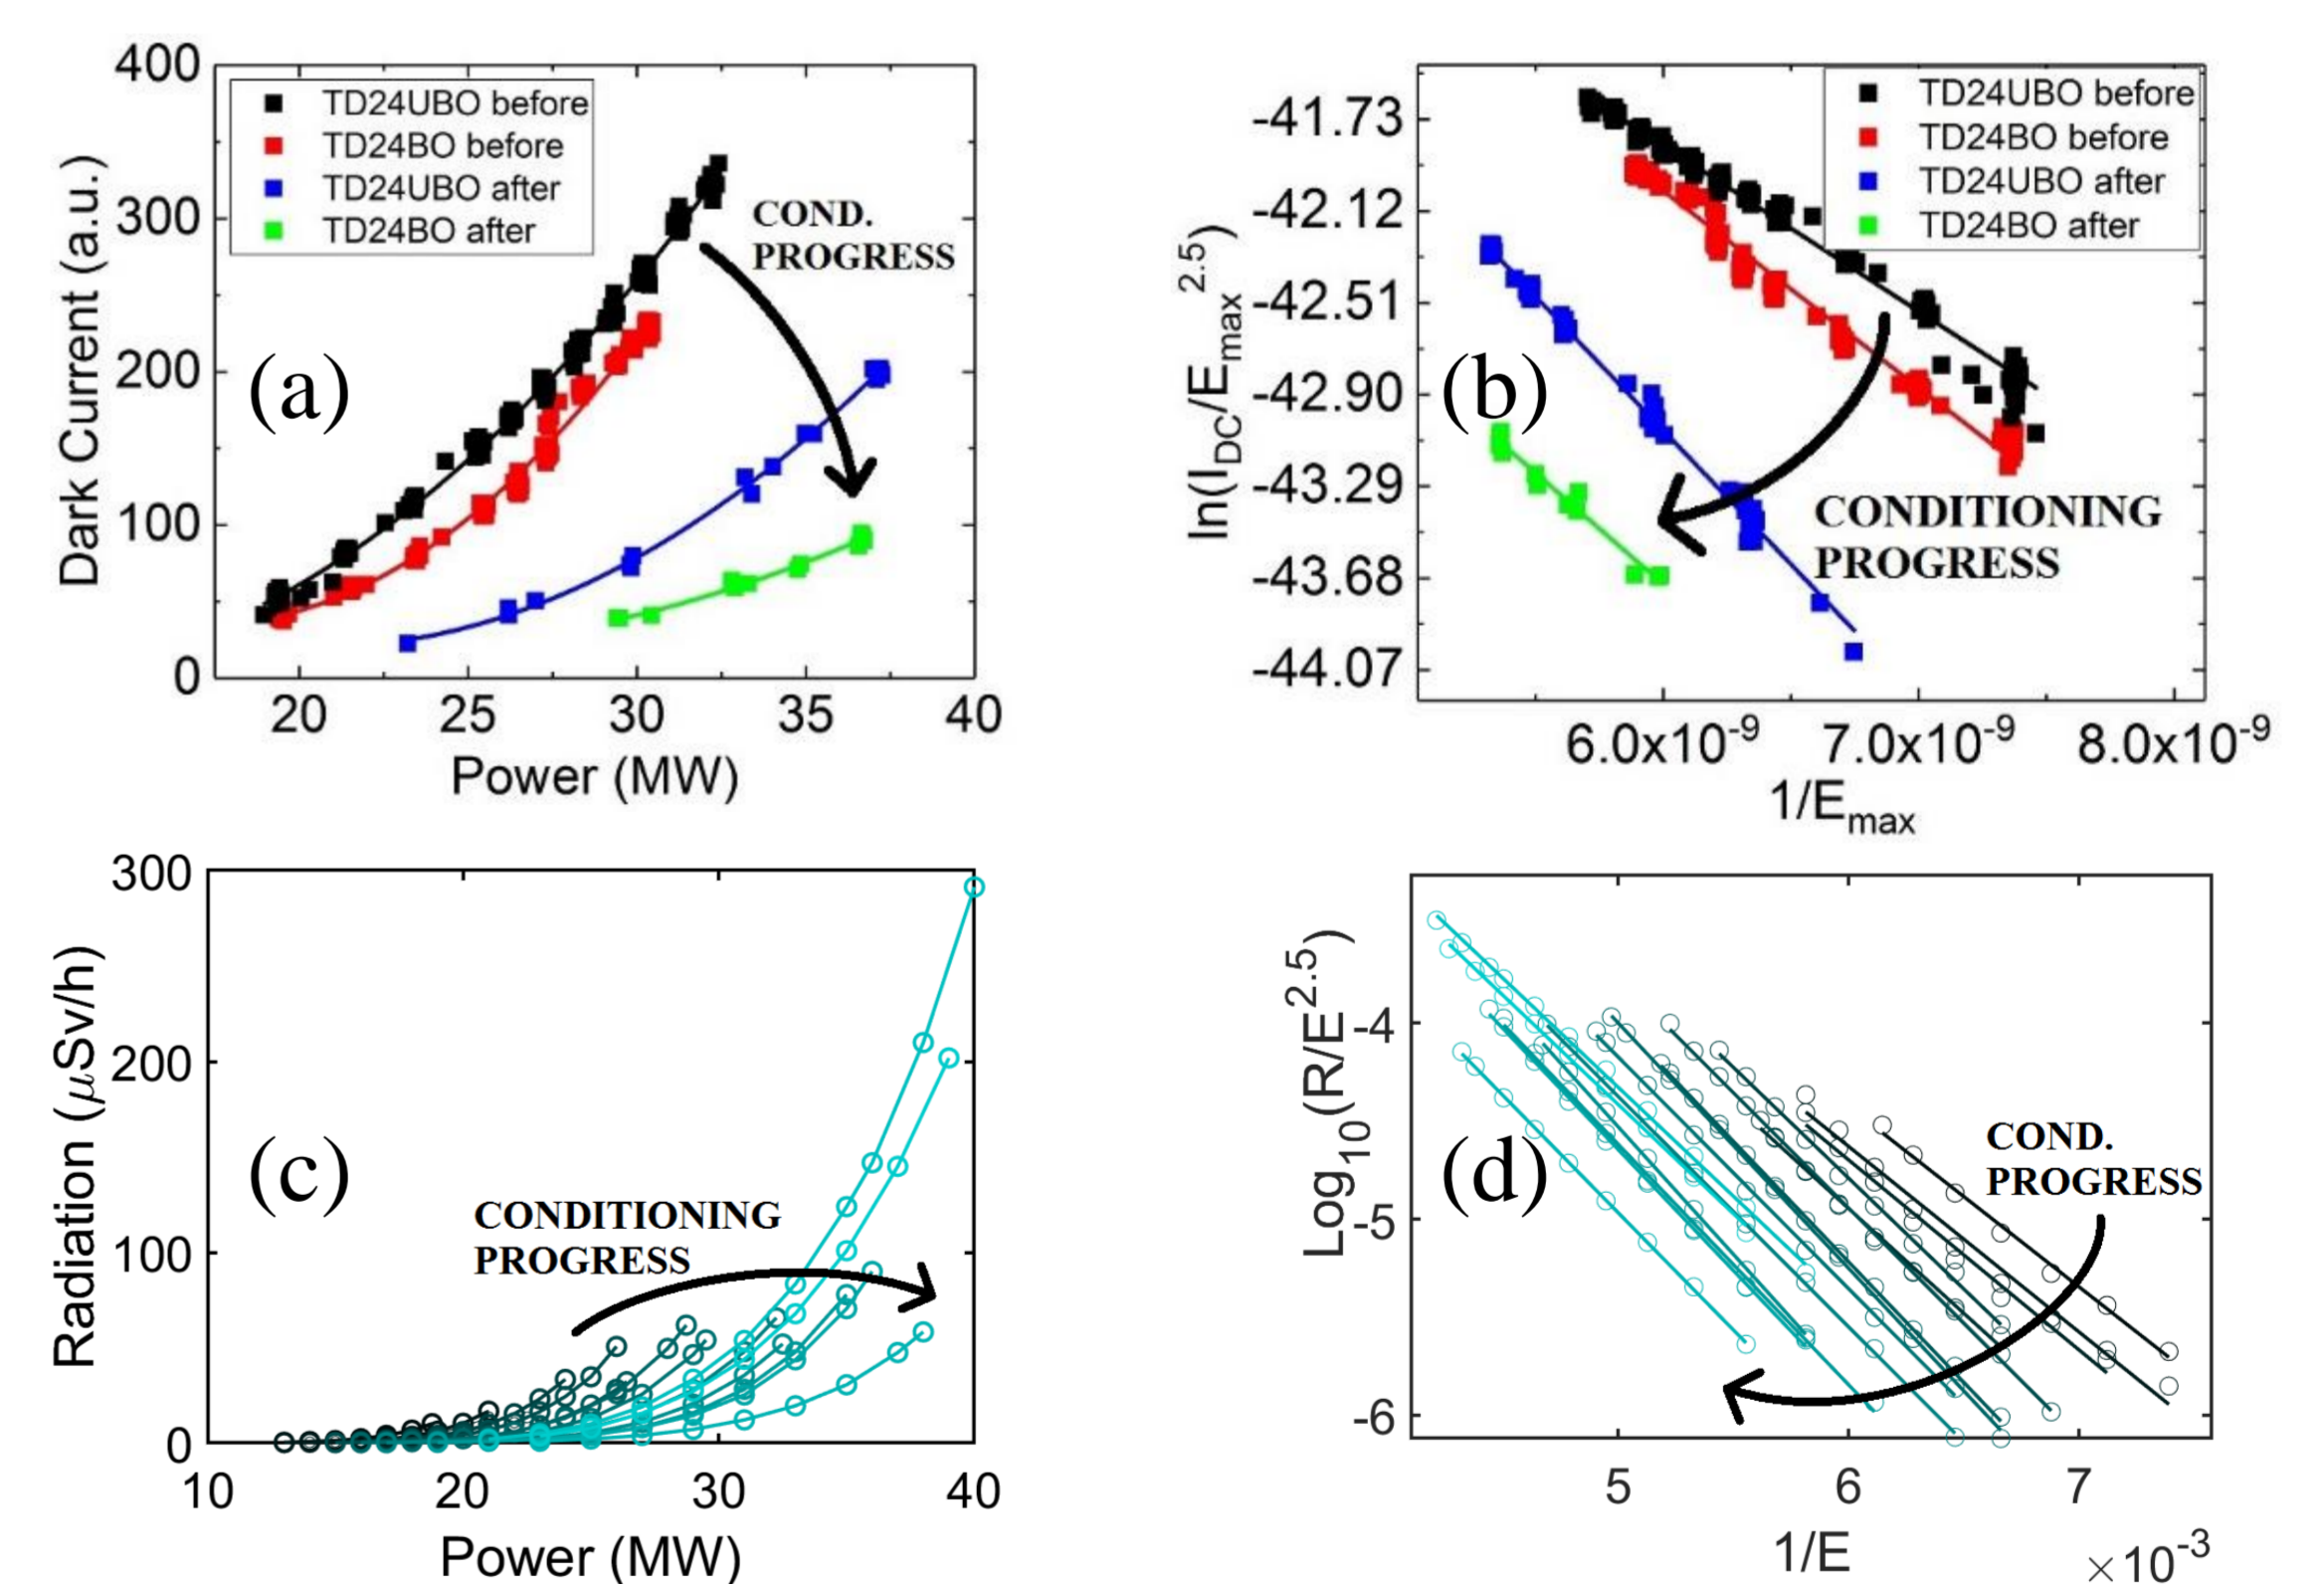 400
300
200
100
0
Dark Current (a.u.)
TD24UBO before
TD24BO before
TD24UBO after
TD24BO after
COND.
PROGRESS
(a)
20 25 30 35 40
Power (MW)
-41.73
-42.12
-42.51
-42.90
-43.29
-43.68
-44.07
ln(I_DC/E_max^2.5)
TD24UBO before
TD24BO before
TD24UBO after
TD24BO after
(b)
CONDITIONING
PROGRESS
6.0x10^-9 7.0x10^-9 8.0x10^-9
1/E_max
300
200
100
0
Radiation (μSv/h)
(c)
CONDITIONING
PROGRESS
10 20 30 40
Power (MW)
-4
-5
-6
Log_10(R/E^2.5)
(d)
COND.
PROGRESS
5 6 7
1/E
×10^-3